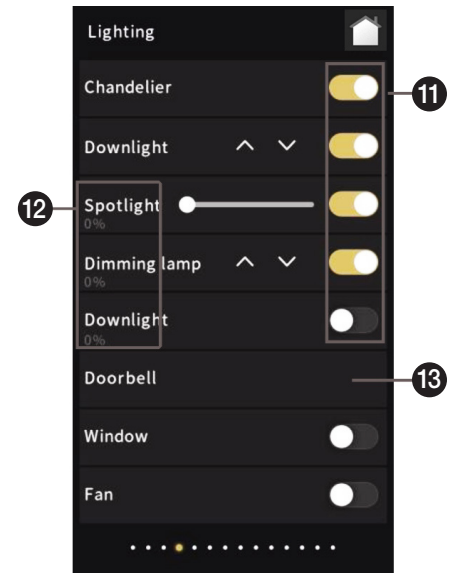 Lighting
Chandelier
11
Downlight
12
Spotlight
0%
Dimming lamp
0%
Downlight
0%
Doorbell
13
Window
Fan